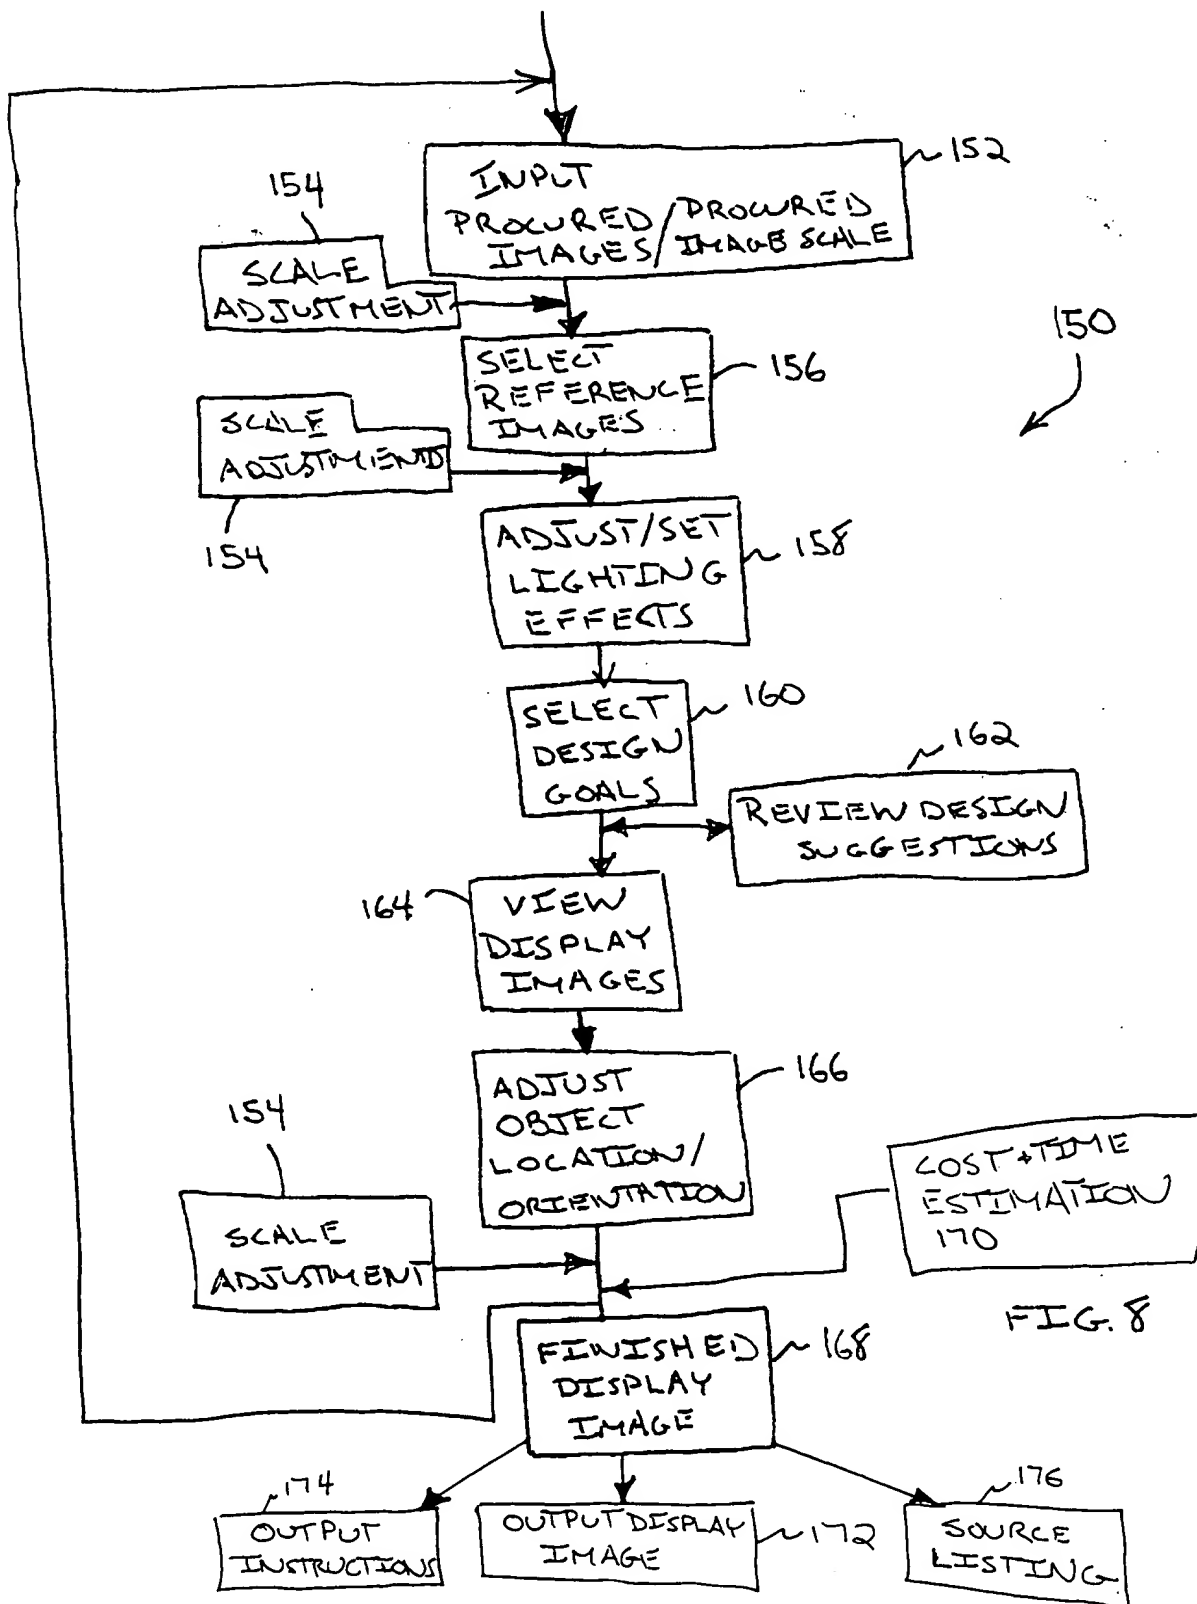 152
INPUT
PROCURED IMAGES/PROCURED IMAGE SCALE
154
SCALE
ADJUSTMENT
150
SELECT
REFERENCE
IMAGES
156
SCALE
ADJUSTMENT
154
ADJUST/SET
LIGHTING
EFFECTS
158
SELECT
DESIGN
GOALS
160
162
REVIEW DESIGN
SUGGESTIONS
164
VIEW
DISPLAY
IMAGES
ADJUST
OBJECT
LOCATION/
ORIENTATION
166
154
SCALE
ADJUSTMENT
COST + TIME
ESTIMATION
170
FIG. 8
FINISHED
DISPLAY
IMAGE
168
174
OUTPUT
INSTRUCTIONS
OUTPUT DISPLAY
IMAGE
172
176
SOURCE
LISTING